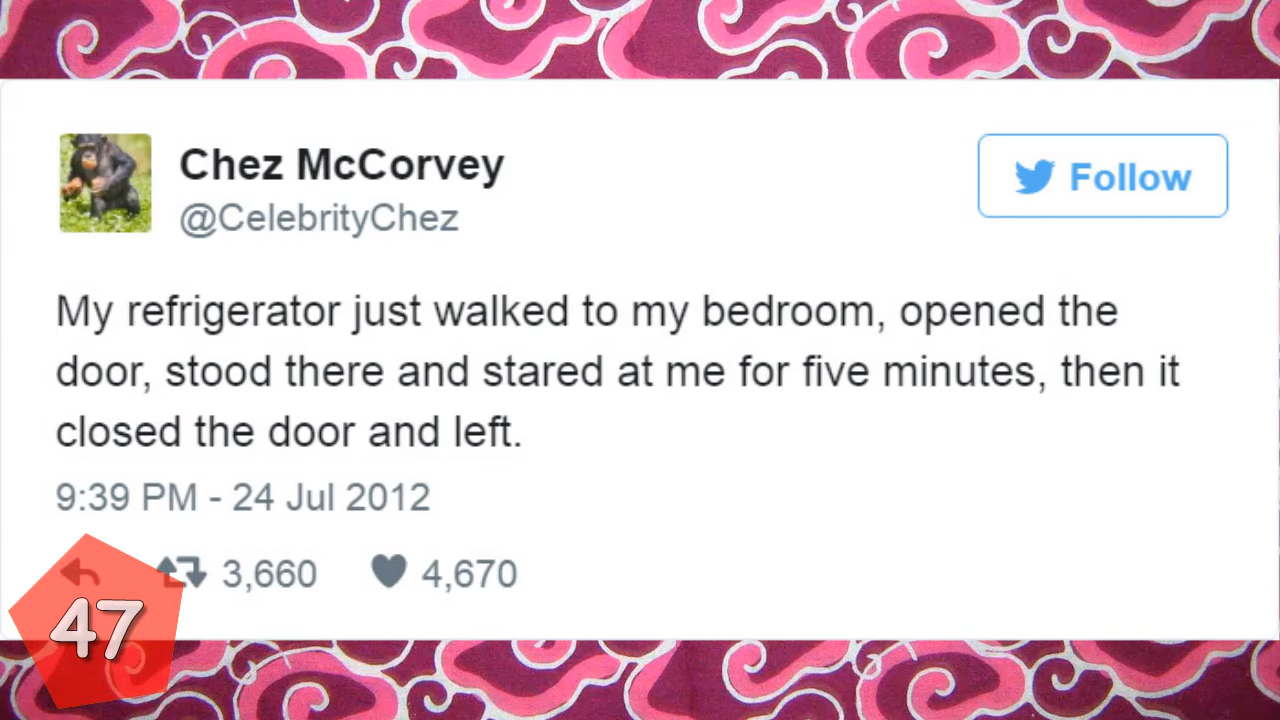 Chez McCorvey
@CelebrityChez
Follow
My refrigerator just walked to my bedroom, opened the
door, stood there and stared at me for five minutes, then it
closed the door and left.
9:39 PM - 24 Jul 2012
3,660 4,670
47